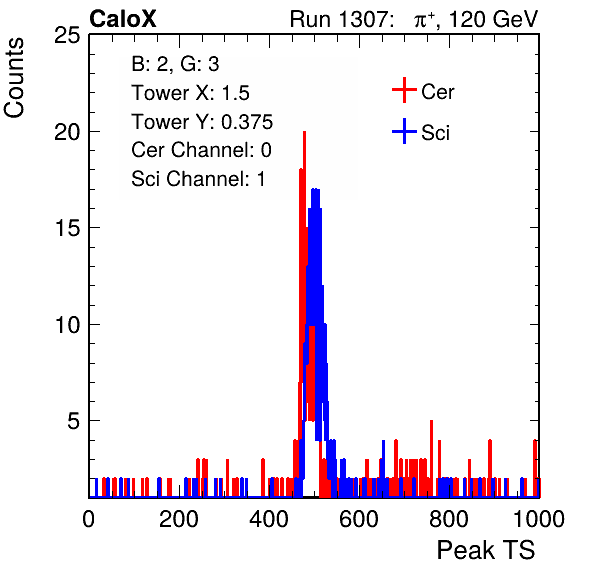 CaloX Run 1307: π⁺, 120 GeV
Counts
25
20
15
10
5
B: 2, G: 3
Tower X: 1.5
Tower Y: 0.375
Cer Channel: 0
Sci Channel: 1
Cer
Sci
0 200 400 600 800 1000
Peak TS